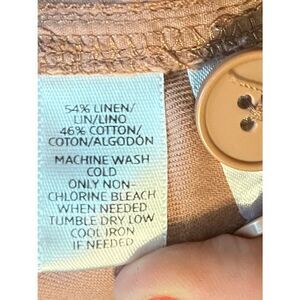 54% LINEN/
LIN/LINO
46% COTTON/
COTON/ALGODÓN
MACHINE WASH
COLD
ONLY NON-
CHLORINE BLEACH
WHEN NEEDED
TUMBLE DRY LOW
COOL IRON
IF NEEDED